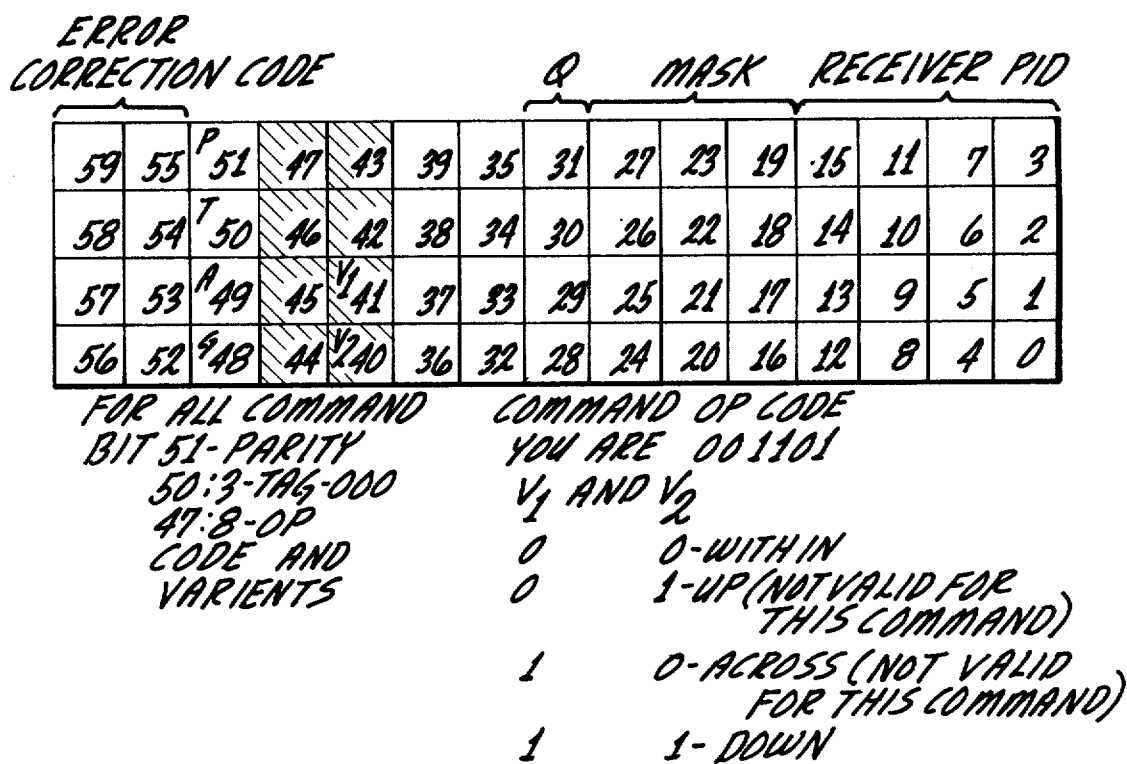 ERROR
CORRECTION CODE Q MASK RECEIVER PID
59 55 P 51 47 43 39 35 31 27 23 19 15 11 7 3
58 54 T 50 46 42 38 34 30 26 22 18 14 10 6 2
57 53 A 49 45 V1 41 37 33 29 25 21 17 13 9 5 1
56 52 G 48 44 V2 40 36 32 28 24 20 16 12 8 4 0
FOR ALL COMMAND
BIT 51-PARITY
50:3-TAG-000
47:8-OP
CODE AND
VARIENTS
COMMAND OP CODE
YOU ARE 001101
V1 AND V2
0 0-WITHIN
0 1-UP (NOT VALID FOR
THIS COMMAND)
1 0-ACROSS (NOT VALID
FOR THIS COMMAND)
1 1-DOWN